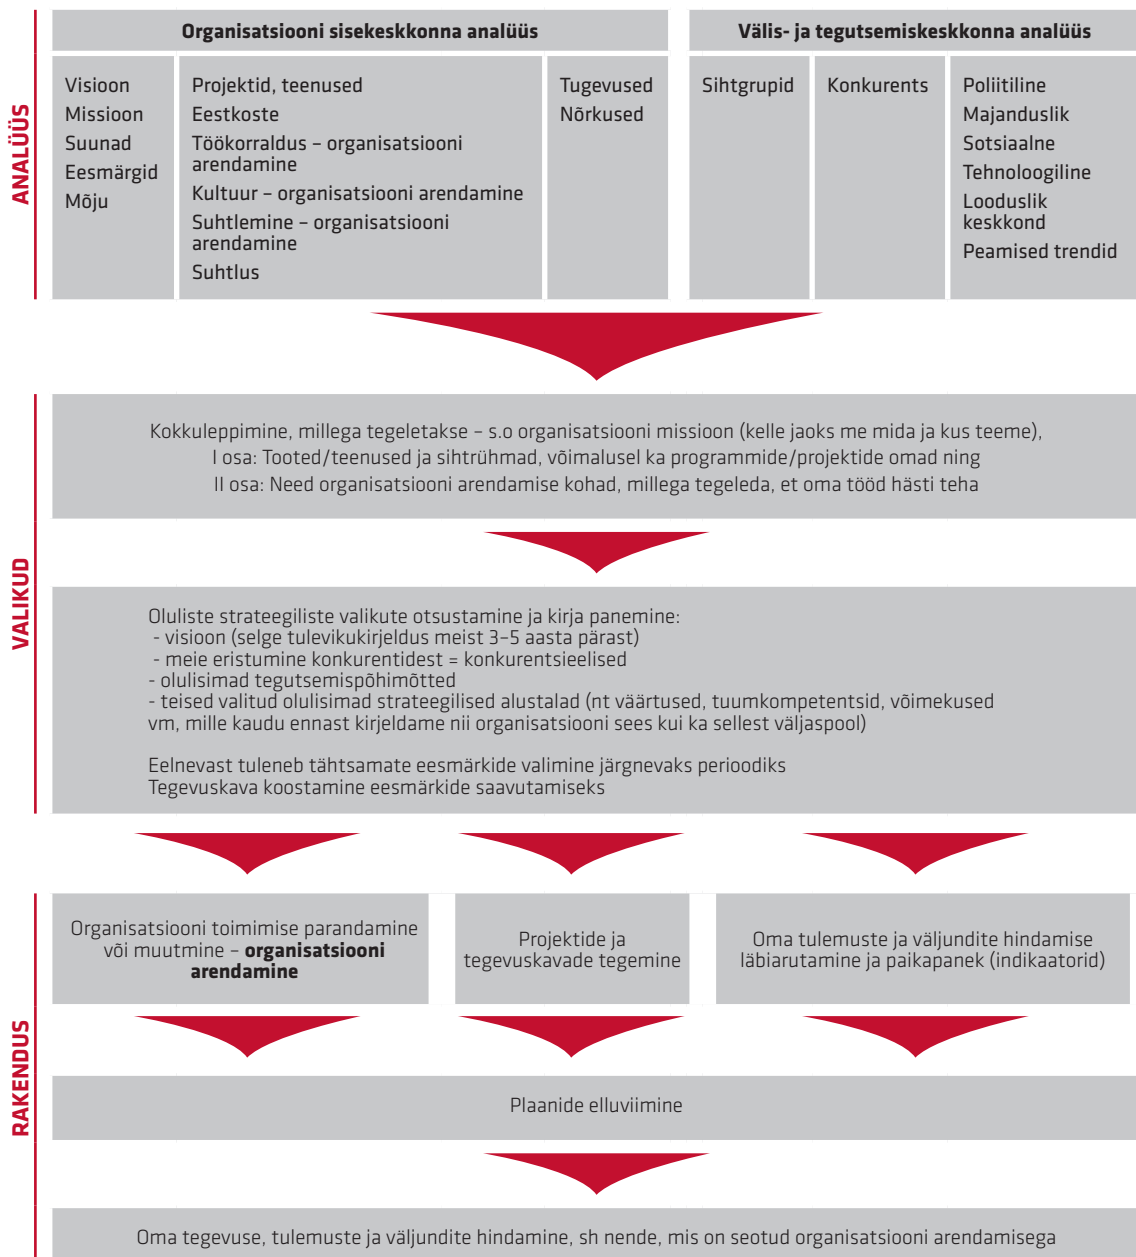 ANALÜÜS
Organisatsiooni sisekeskkonna analüüs
Visioon
Missioon
Suunad
Eesmärgid
Mõju
Projektid, teenused
Eestkoste
Töökorraldus – organisatsiooni
arendamine
Kultuur – organisatsiooni arendamine
Suhtlemine – organisatsiooni
arendamine
Suhtlus
Tugevused
Nõrkused
Välis- ja tegutsemiskeskkonna analüüs
Sihtgrupid
Konkurents
Poliitiline
Majanduslik
Sotsiaalne
Tehnoloogiline
Looduslik
keskkond
Peamised trendid
VALIKUD
Kokkuleppimine, millega tegeletakse – s.o organisatsiooni missioon (kelle jaoks me mida ja kus teeme),
I osa: Tooted/teenused ja sihtrühmad, võimalusel ka programmide/projektide omad ning
II osa: Need organisatsiooni arendamise kohad, millega tegeleda, et oma tööd hästi teha
Oluliste strateegiliste valikute otsustamine ja kirja panemine:
- visioon (selge tulevikukirjeldus meist 3–5 aasta pärast)
- meie eristumine konkurentidest = konkurentsieelised
- olulisimad tegutsemispõhimõtted
- teised valitud olulisimad strateegilised alustalad (nt väärtused, tuumkompetentsid, võimekused
vm, mille kaudu ennast kirjeldame nii organisatsiooni sees kui ka sellest väljaspool)
Eelnevast tuleneb tähtsamate eesmärkide valimine järgnevaks perioodiks
Tegevuskava koostamine eesmärkide saavutamiseks
RAKENDUS
Organisatsiooni toimimise parandamine
või muutmine – organisatsiooni
arendamine
Projektide ja
tegevuskavade tegemine
Oma tulemuste ja väljundite hindamise
läbiarutamine ja paikapanek (indikaatorid)
Plaanide elluviimine
Oma tegevuse, tulemuste ja väljundite hindamine, sh nende, mis on seotud organisatsiooni arendamisega